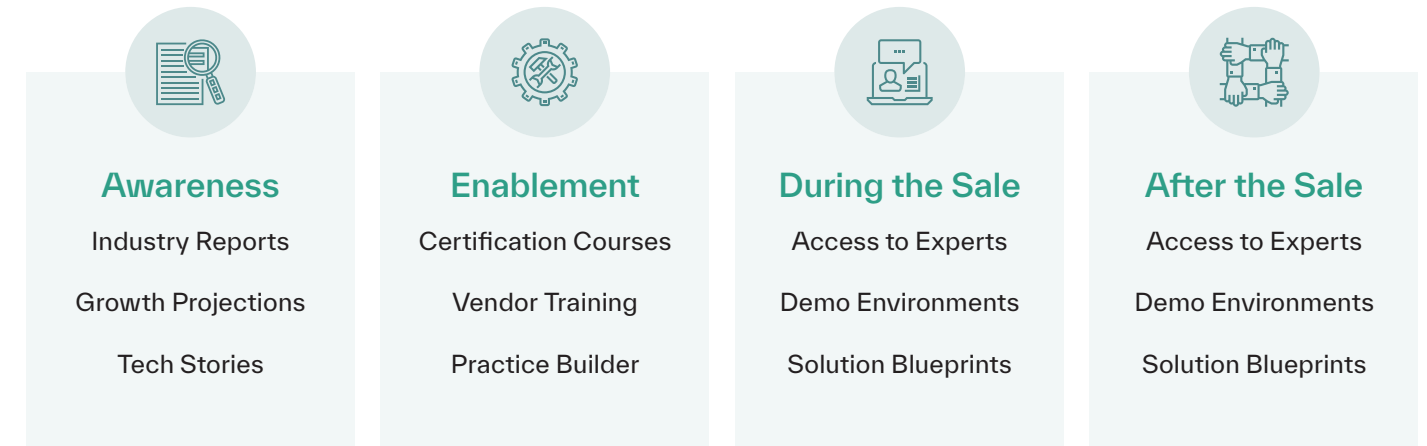 Awareness
Industry Reports
Growth Projections
Tech Stories
Enablement
Certification Courses
Vendor Training
Practice Builder
During the Sale
Access to Experts
Demo Environments
Solution Blueprints
After the Sale
Access to Experts
Demo Environments
Solution Blueprints